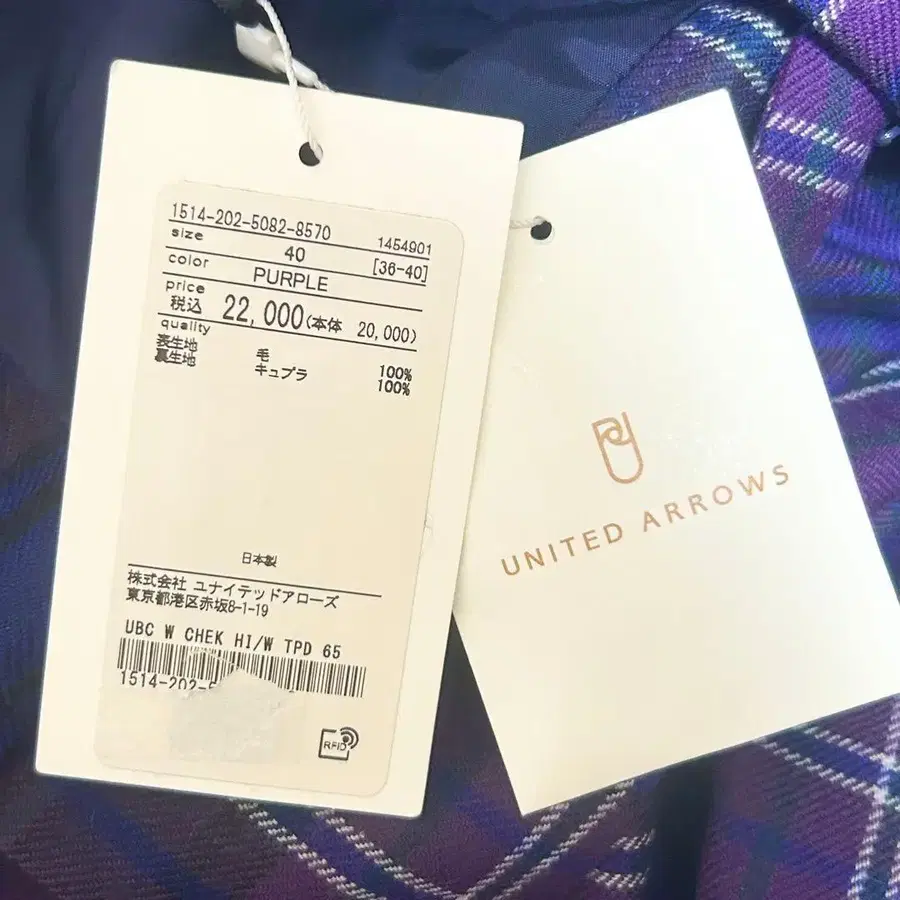 1514-202-5082-8570
1454901
size 40 [36-40]
color PURPLE
price
税込 22,000(本体 20,000)
quality
表生地 毛 100%
裏生地 キュプラ 100%
日本製
株式会社 ユナイテッドアローズ
東京都港区赤坂8-1-19
UBC W CHEK HI/W TPD 65
1514-202-5
RFID
UNITED ARROWS